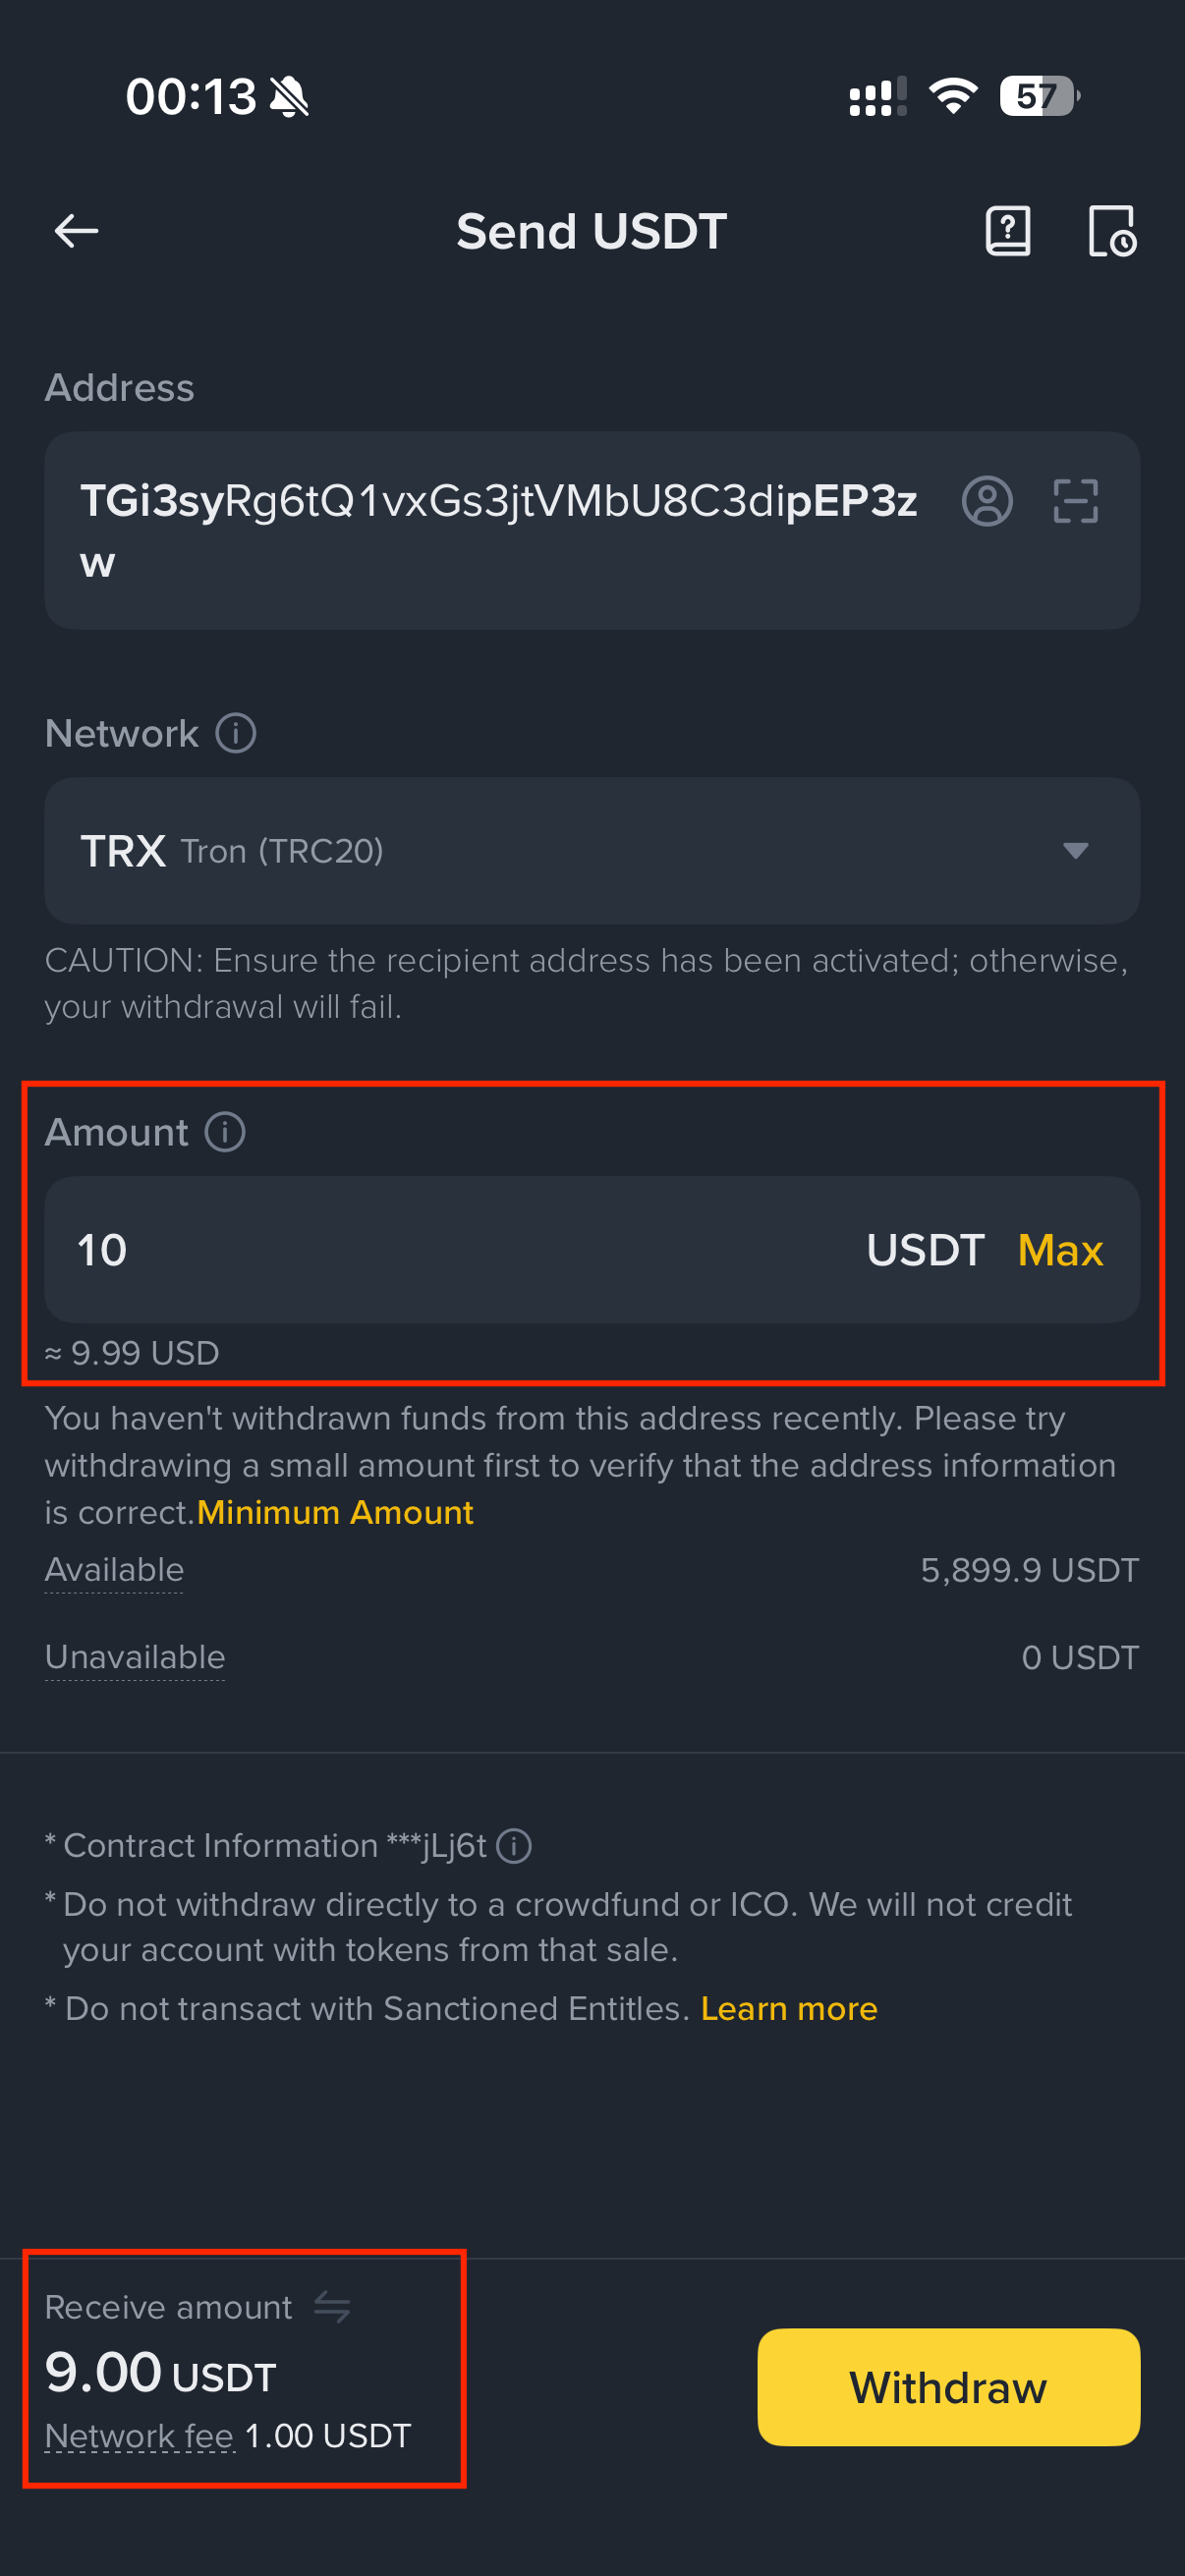 00:13
57
Send USDT
Address
TGi3syRg6tQ1vxGs3jtVMbU8C3dipEP3z
w
Network
TRX Tron (TRC20)
CAUTION: Ensure the recipient address has been activated; otherwise,
your withdrawal will fail.
Amount
10 USDT Max
≈ 9.99 USD
You haven't withdrawn funds from this address recently. Please try
withdrawing a small amount first to verify that the address information
is correct.Minimum Amount
Available 5,899.9 USDT
Unavailable 0 USDT
* Contract Information ***jLj6t
* Do not withdraw directly to a crowdfund or ICO. We will not credit
your account with tokens from that sale.
* Do not transact with Sanctioned Entitles. Learn more
Receive amount
9.00 USDT
Network fee 1.00 USDT
Withdraw